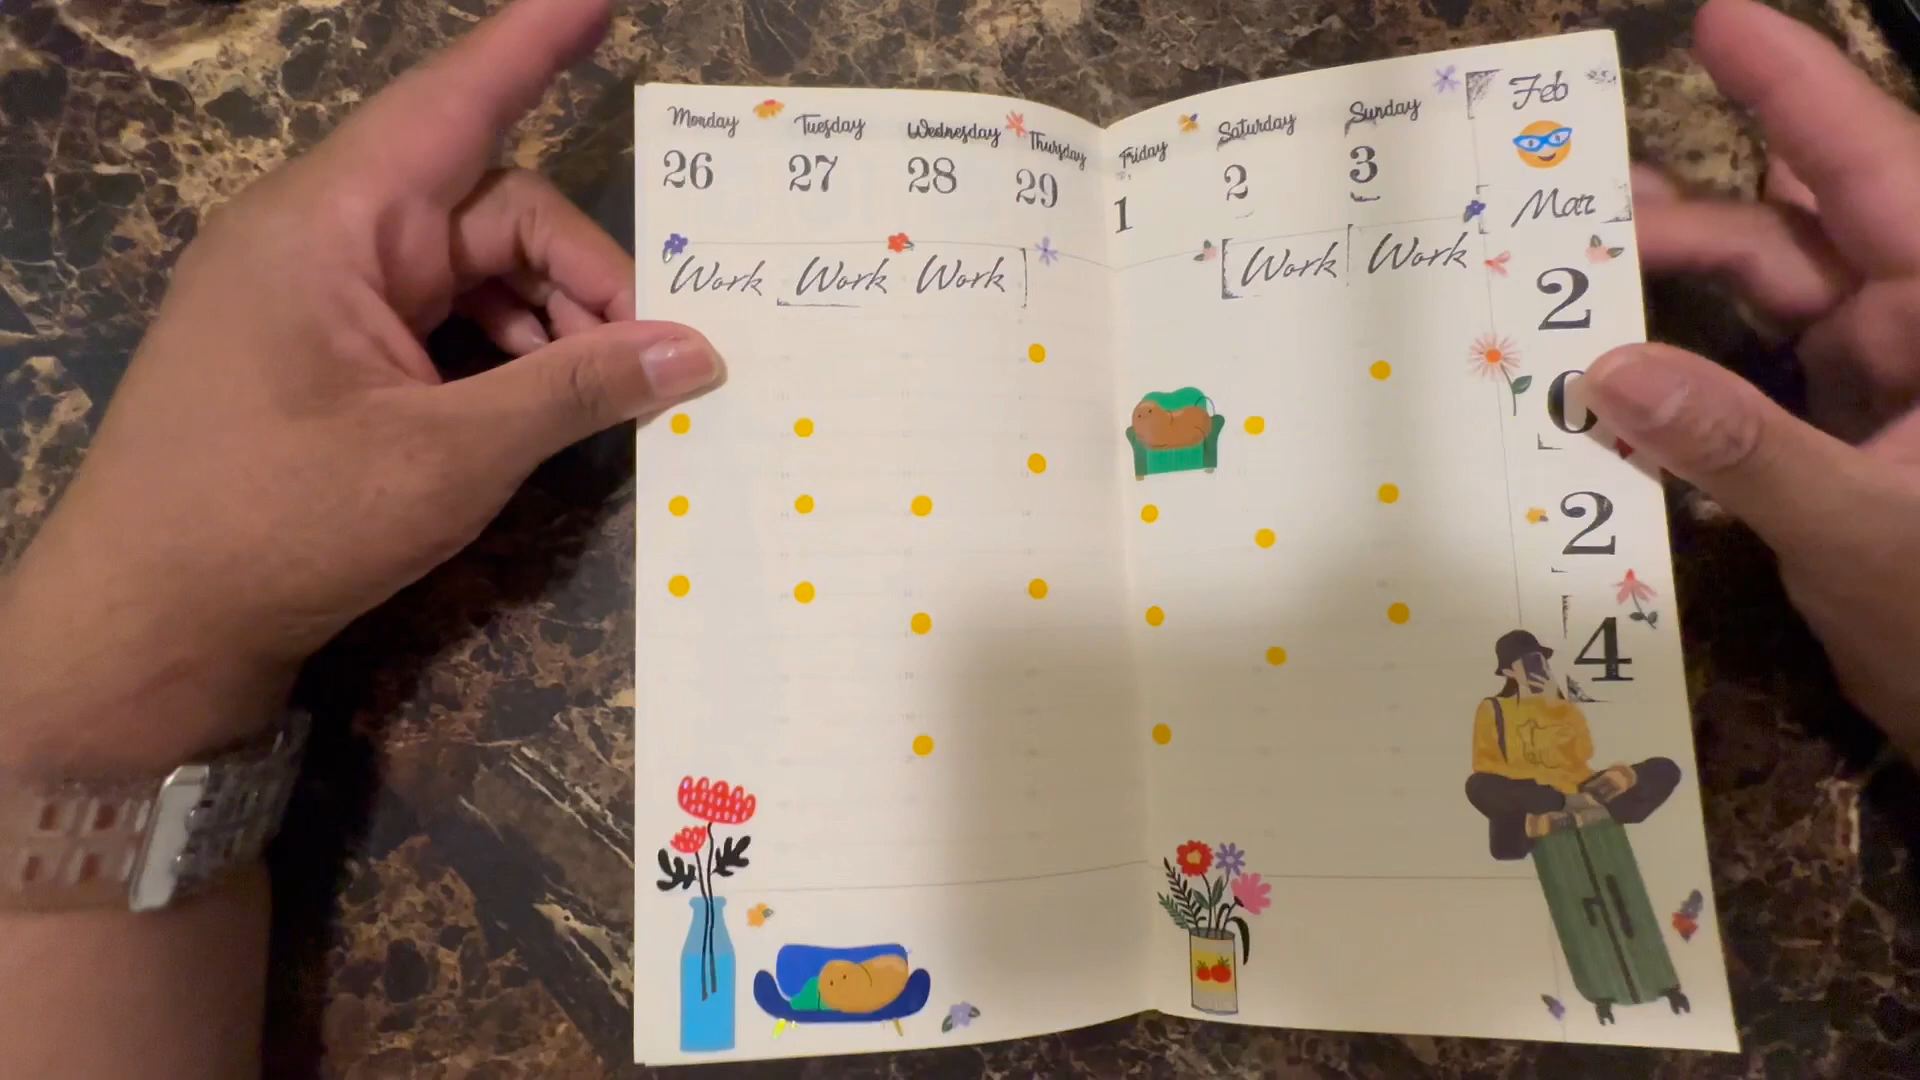 Monday Tuesday Wednesday Thursday Friday Saturday Sunday
26 27 28 29 1 2 3
Work Work Work Work Work
Feb
Mar
2
0
2
4